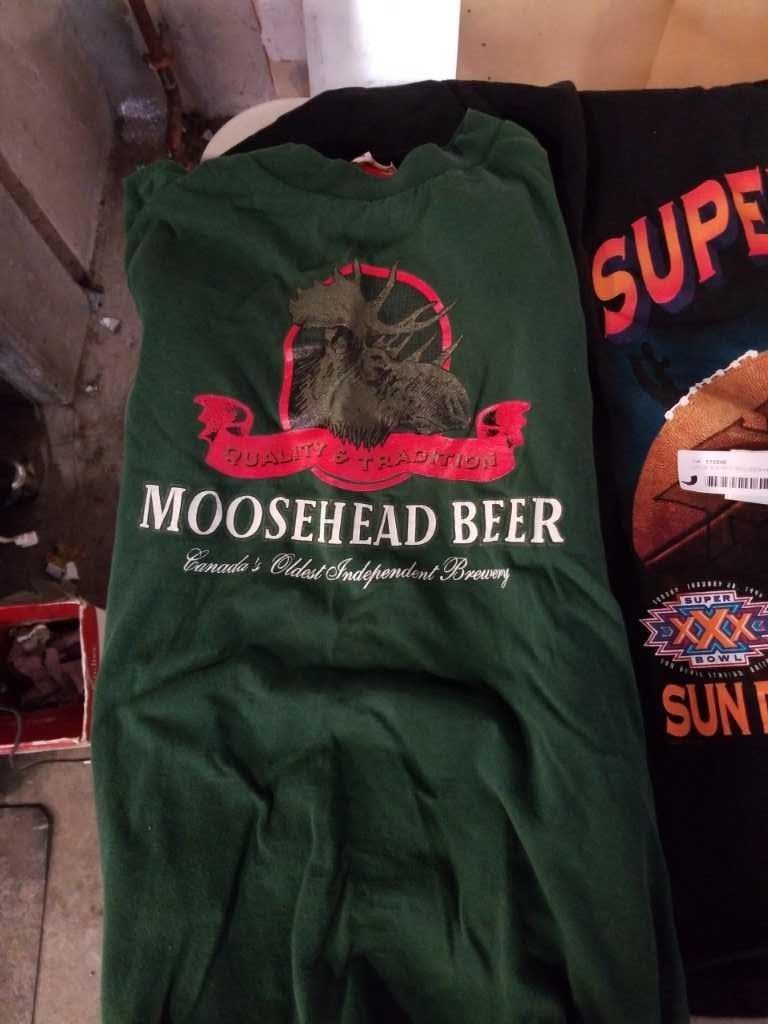 QUALITY & TRADITION
MOOSEHEAD BEER
Canada's Oldest Independent Brewery
SUPE
SUPER
XXX
BOWL
SUN D